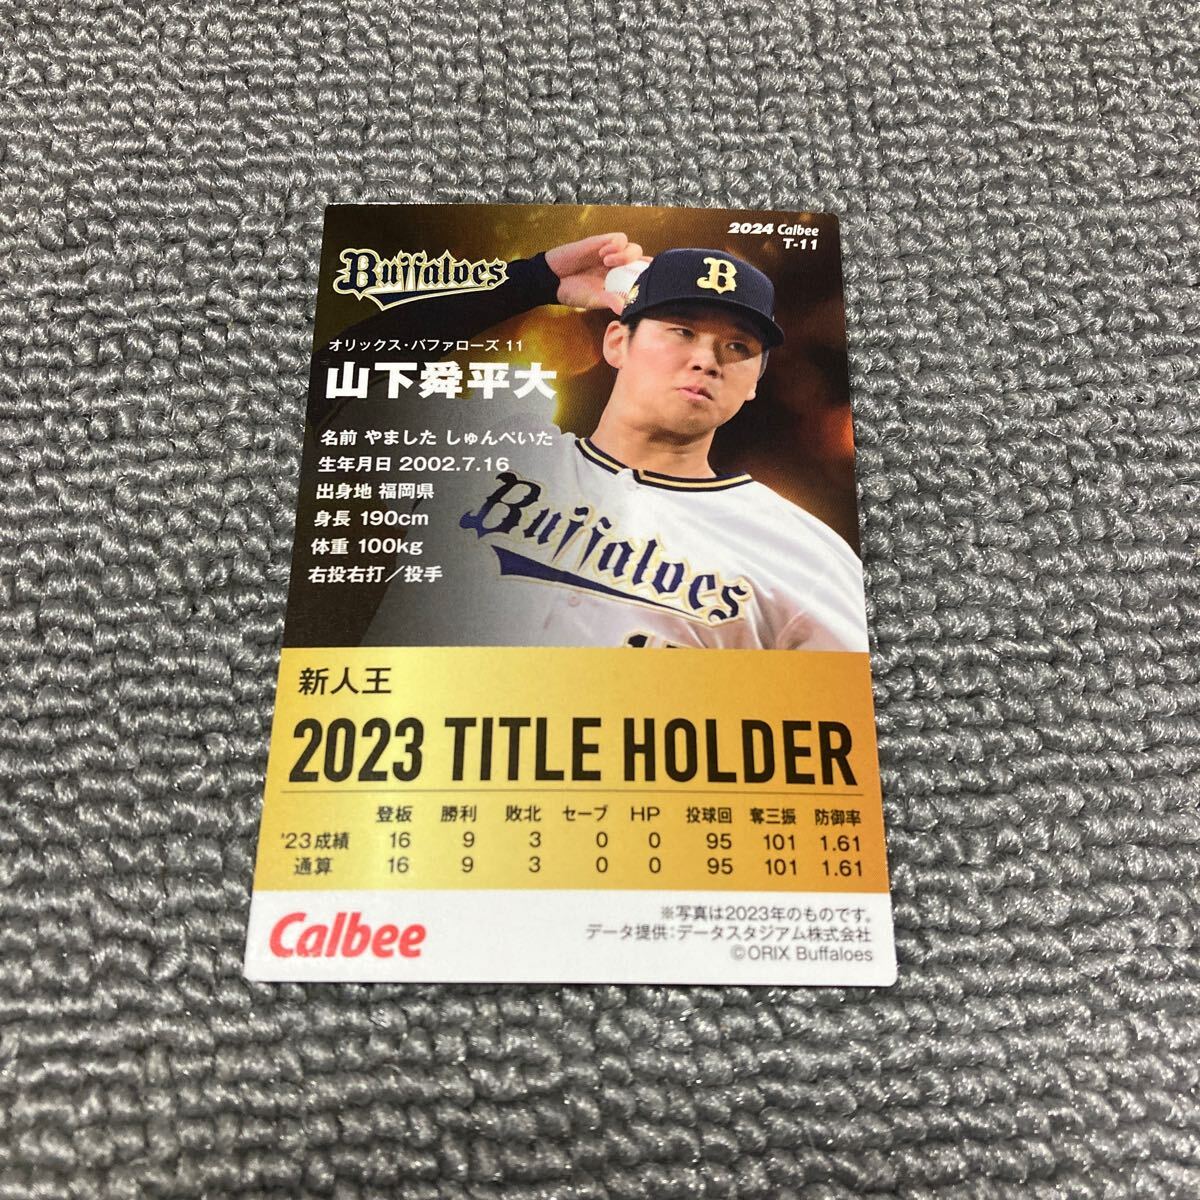 2024 Calbee
T-11
Buffaloes
B
オリックス・バファローズ 11
山下舜平大
名前 やました しゅんぺいた
生年月日 2002.7.16
出身地 福岡県
身長 190cm
体重 100kg
右投右打／投手
Buffaloes
新人王
2023 TITLE HOLDER
登板 勝利 敗北 セーブ HP 投球回 奪三振 防御率
'23成績 16 9 3 0 0 95 101 1.61
通算 16 9 3 0 0 95 101 1.61
Calbee
※写真は2023年のものです。
データ提供：データスタジアム株式会社
©ORIX Buffaloes